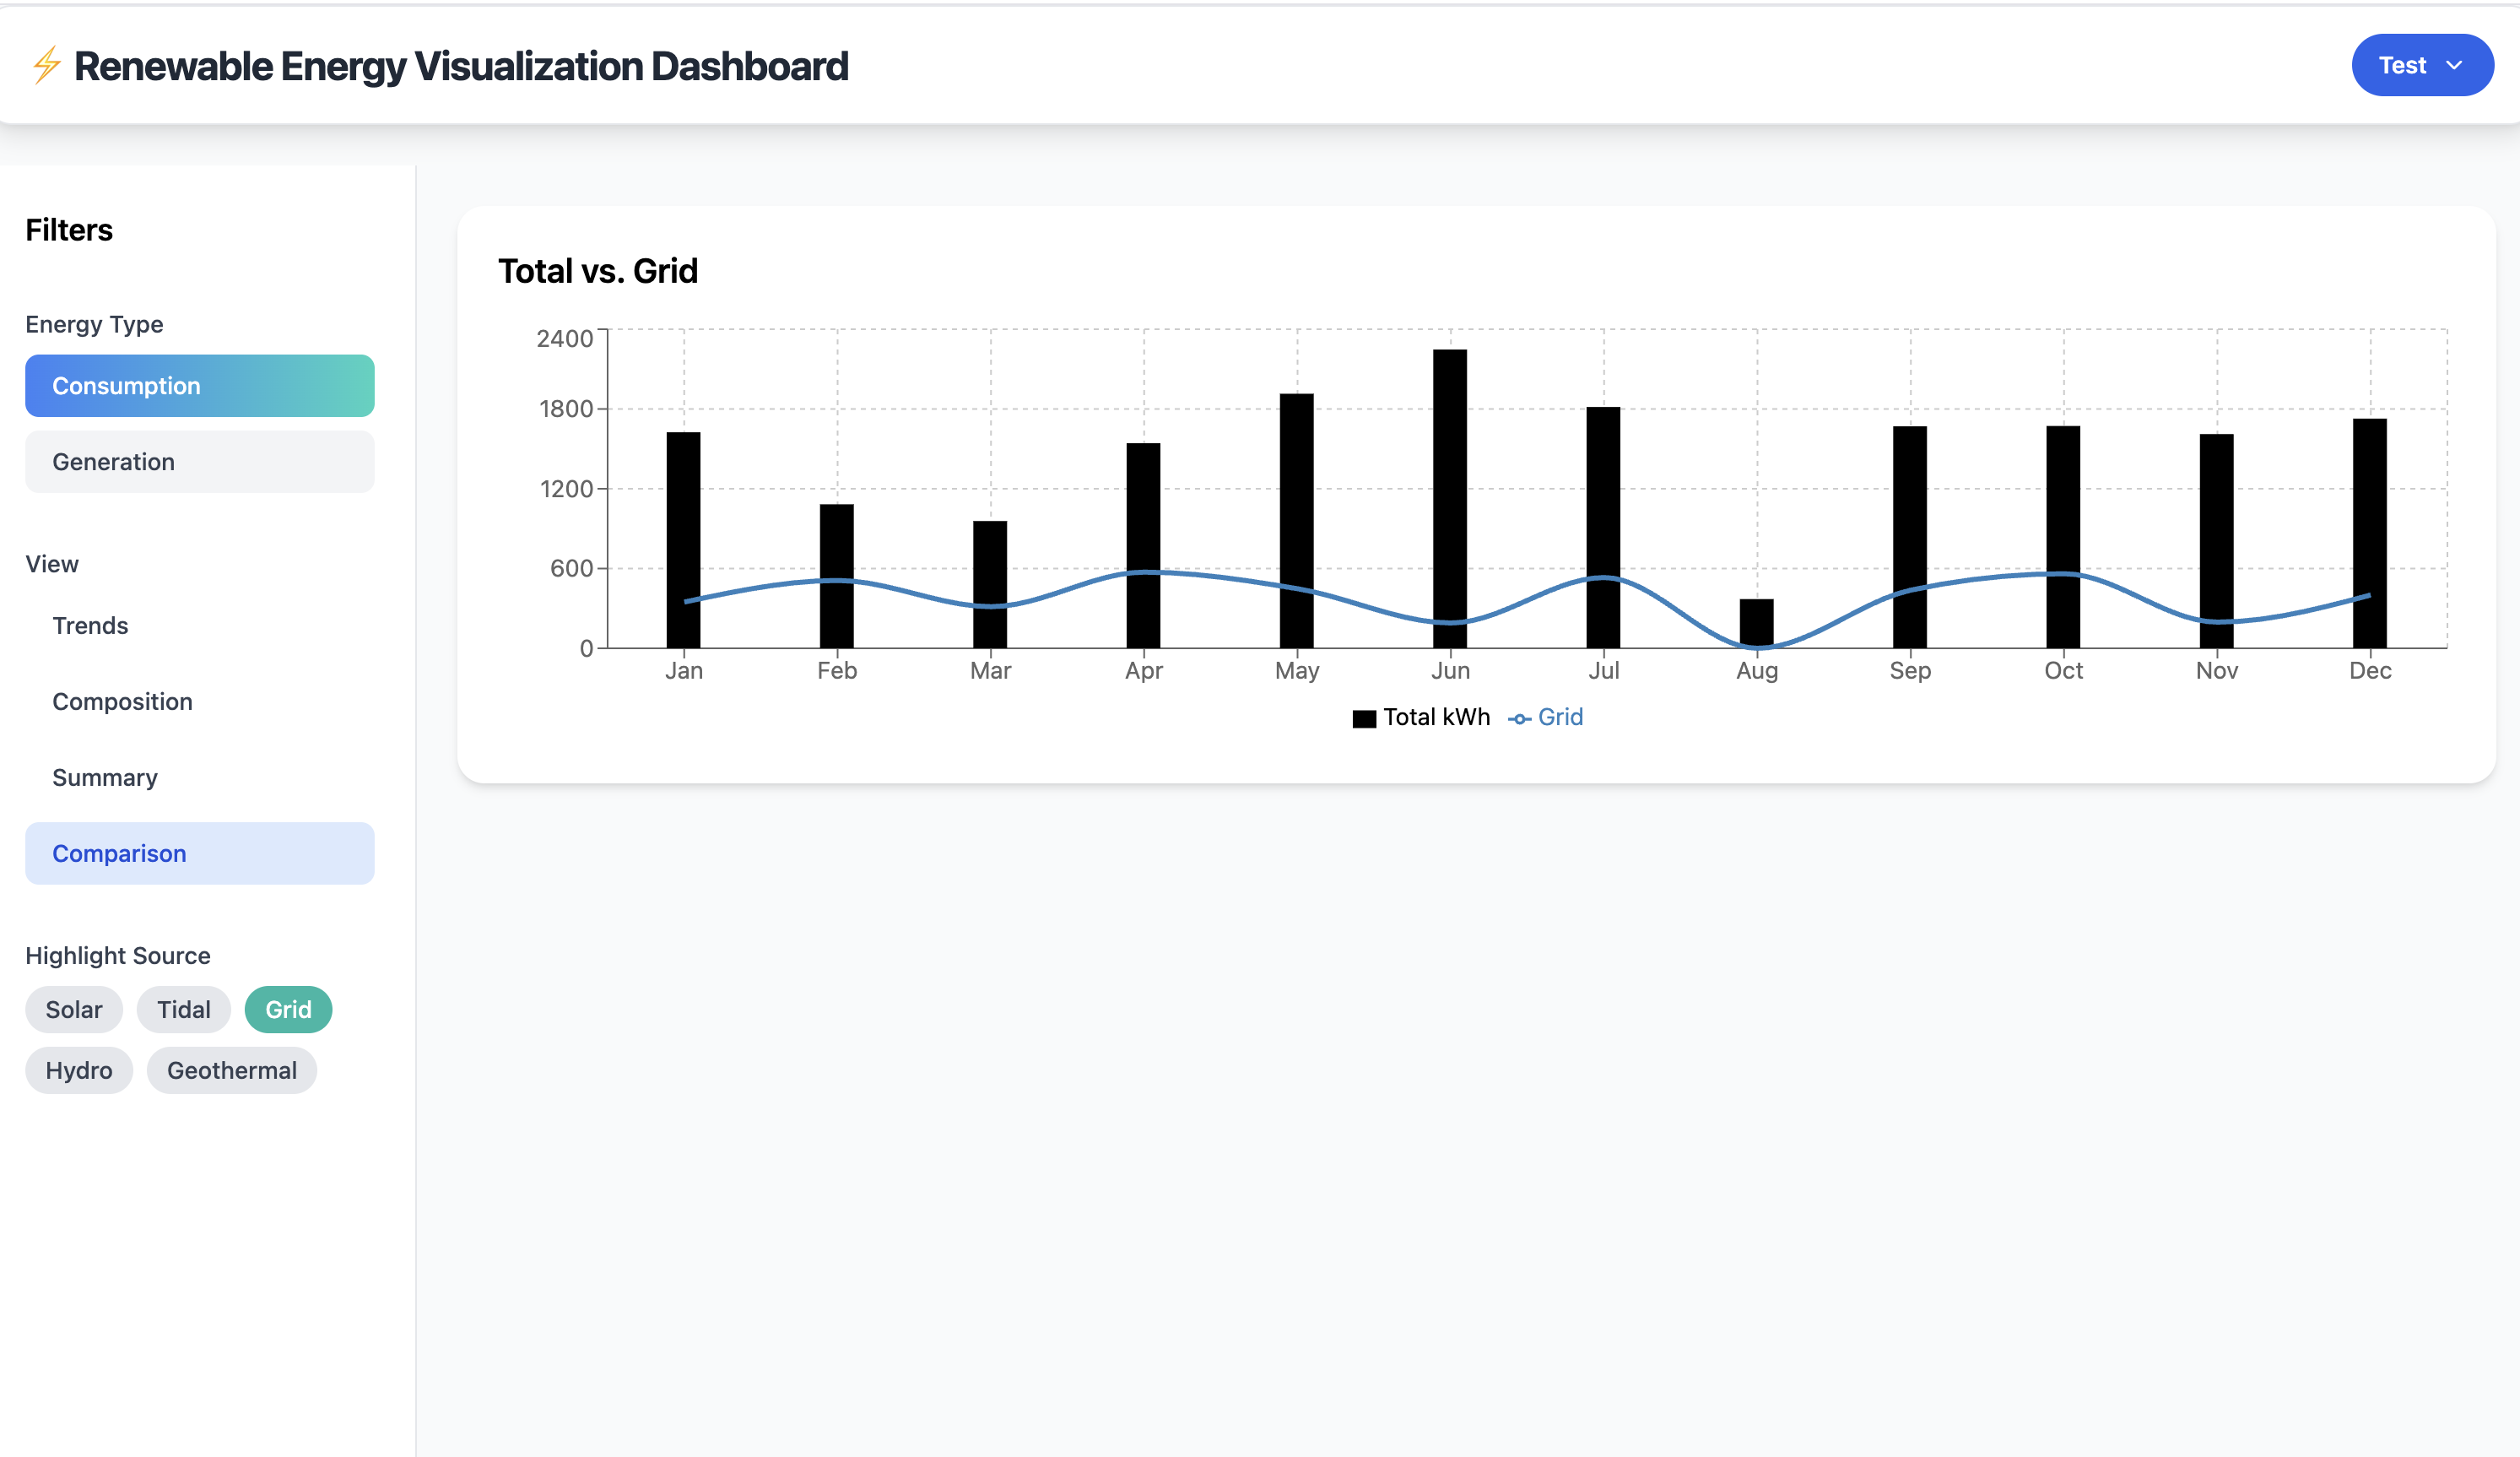 ⚡ Renewable Energy Visualization Dashboard
Test
Filters
Energy Type
Consumption
Generation
View
Trends
Composition
Summary
Comparison
Highlight Source
Solar Tidal Grid
Hydro Geothermal
Total vs. Grid
2400
1800
1200
600
0
Jan Feb Mar Apr May Jun Jul Aug Sep Oct Nov Dec
Total kWh Grid